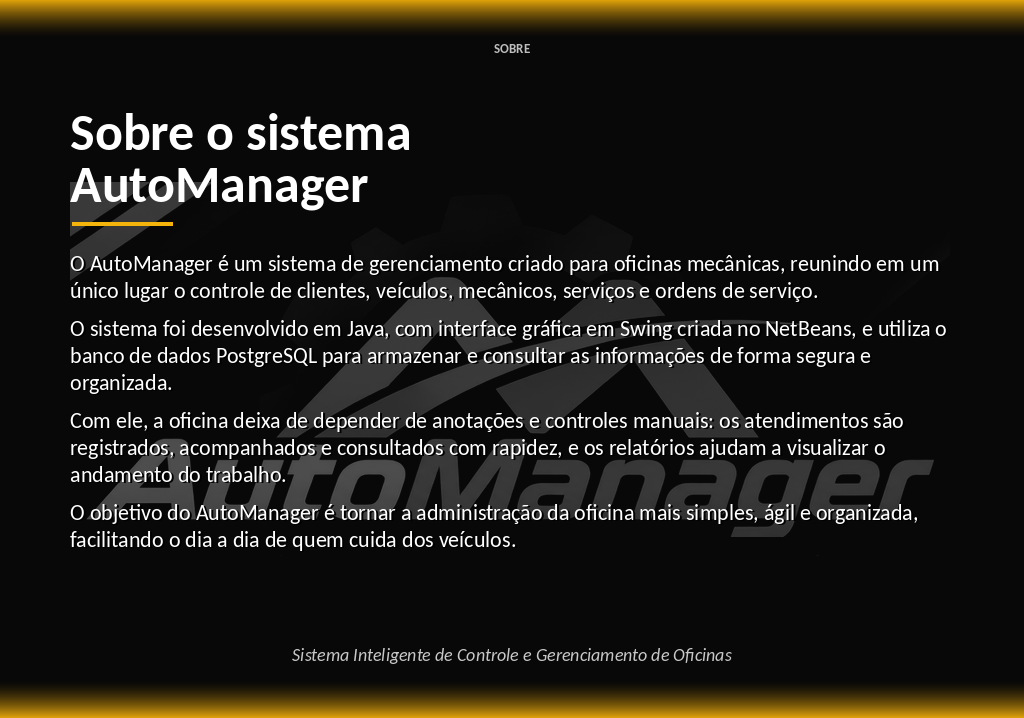 SOBRE
Sobre o sistema
AutoManager
O AutoManager é um sistema de gerenciamento criado para oficinas mecânicas, reunindo em um
único lugar o controle de clientes, veículos, mecânicos, serviços e ordens de serviço.
O sistema foi desenvolvido em Java, com interface gráfica em Swing criada no NetBeans, e utiliza o
banco de dados PostgreSQL para armazenar e consultar as informações de forma segura e
organizada.
Com ele, a oficina deixa de depender de anotações e controles manuais: os atendimentos são
registrados, acompanhados e consultados com rapidez, e os relatórios ajudam a visualizar o
andamento do trabalho.
AutoManager
O objetivo do AutoManager é tornar a administração da oficina mais simples, ágil e organizada,
facilitando o dia a dia de quem cuida dos veículos.
Sistema Inteligente de Controle e Gerenciamento de Oficinas